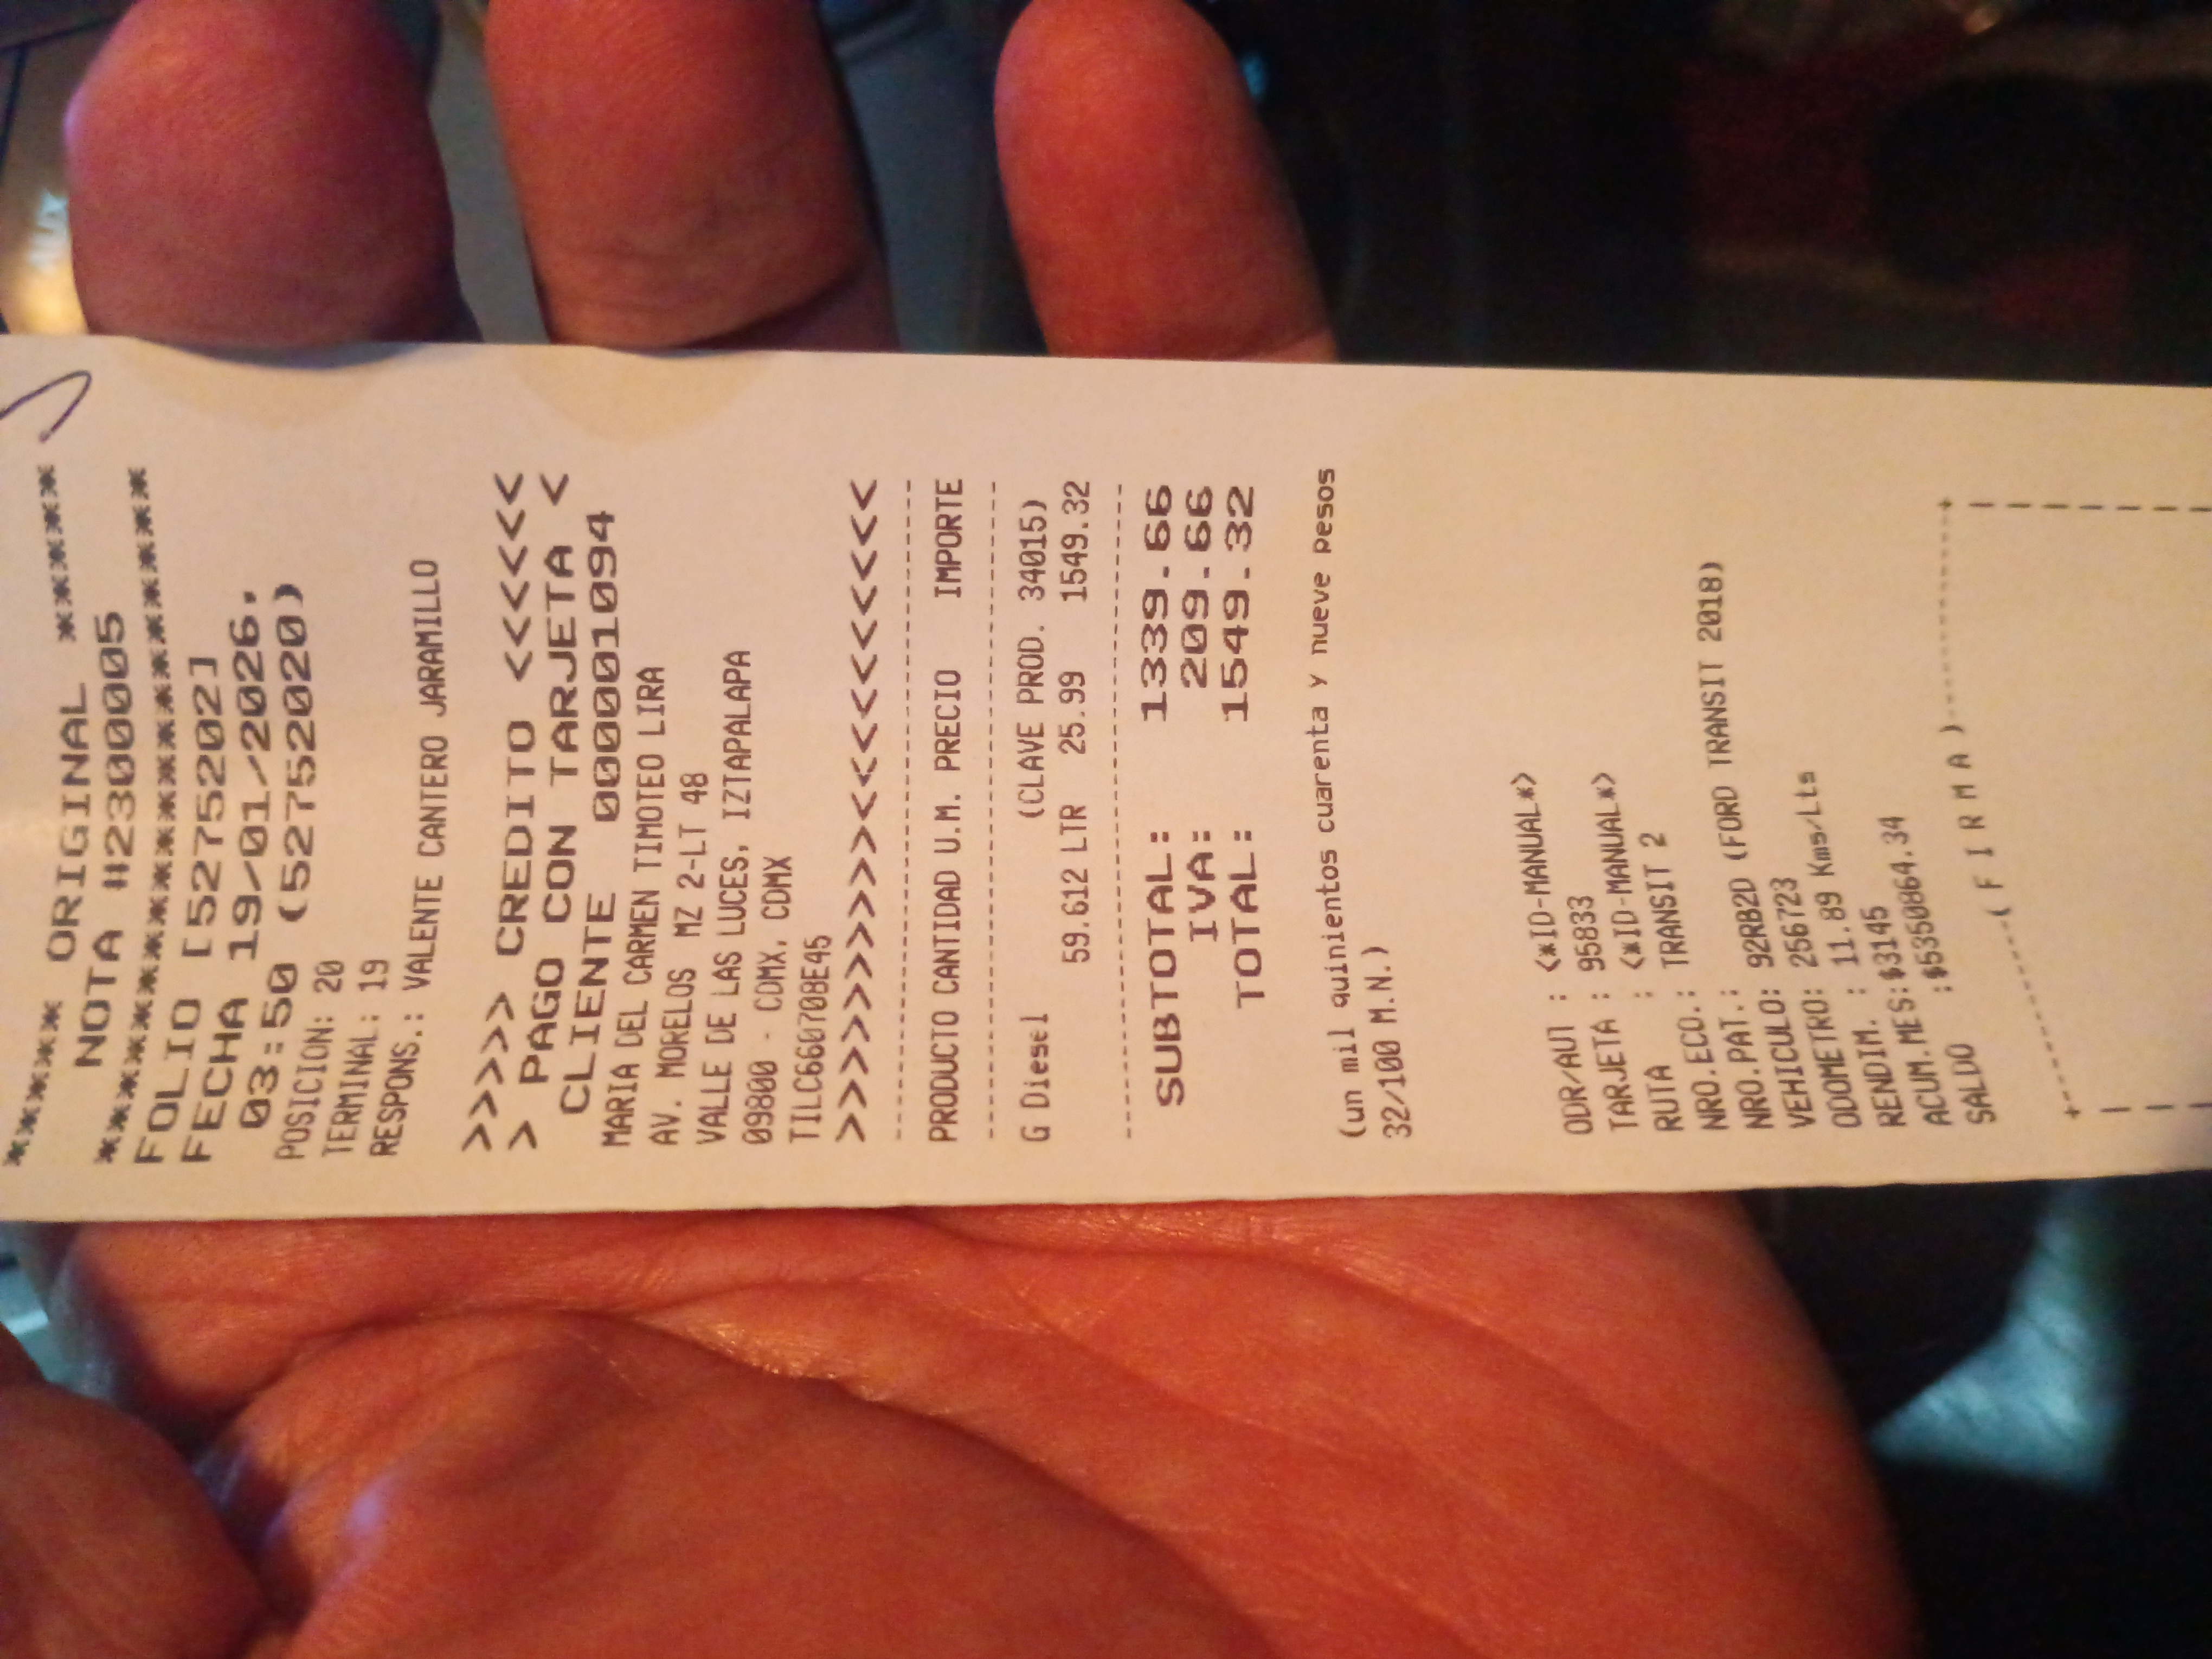 ****** ORIGINAL ******
NOTA #2300005
**********************
FOLIO [5275202]
FECHA 19/01/2026,
03:50 (52752020)
POSICION: 20
TERMINAL: 19
RESPONS.: VALENTE CANTERO JARAMILLO
>>>>> CREDITO <<<<<<
> PAGO CON TARJETA <
CLIENTE 0000001094
MARIA DEL CARMEN TIMOTEO LIRA
AV. MORELOS MZ 2-LT 48
VALLE DE LAS LUCES, IZTAPALAPA
09800 - CDMX, CDMX
TILC660708E45
>>>>>>>>>>><<<<<<<<<<<
PRODUCTO CANTIDAD U.M. PRECIO IMPORTE
G Diesel (CLAVE PROD. 34015)
59.612 LTR 25.99 1549.32
SUBTOTAL: 1339.66
IVA: 209.66
TOTAL: 1549.32
(un mil quinientos cuarenta y nueve pesos
32/100 M.N.)
ODR/AUT : <*ID-MANUAL*>
TARJETA : 95833
RUTA : <*ID-MANUAL*>
NRO.ECO.: TRANSIT 2
NRO.PAT.: 92RB2D (FORD TRANSIT 2018)
VEHICULO: 
ODOMETRO: 256723
RENDIM. : 11.89 Kms/Lts
ACUM.MES: $3145
SALDO : $5350864.34
+-------( F I R M A )-------+